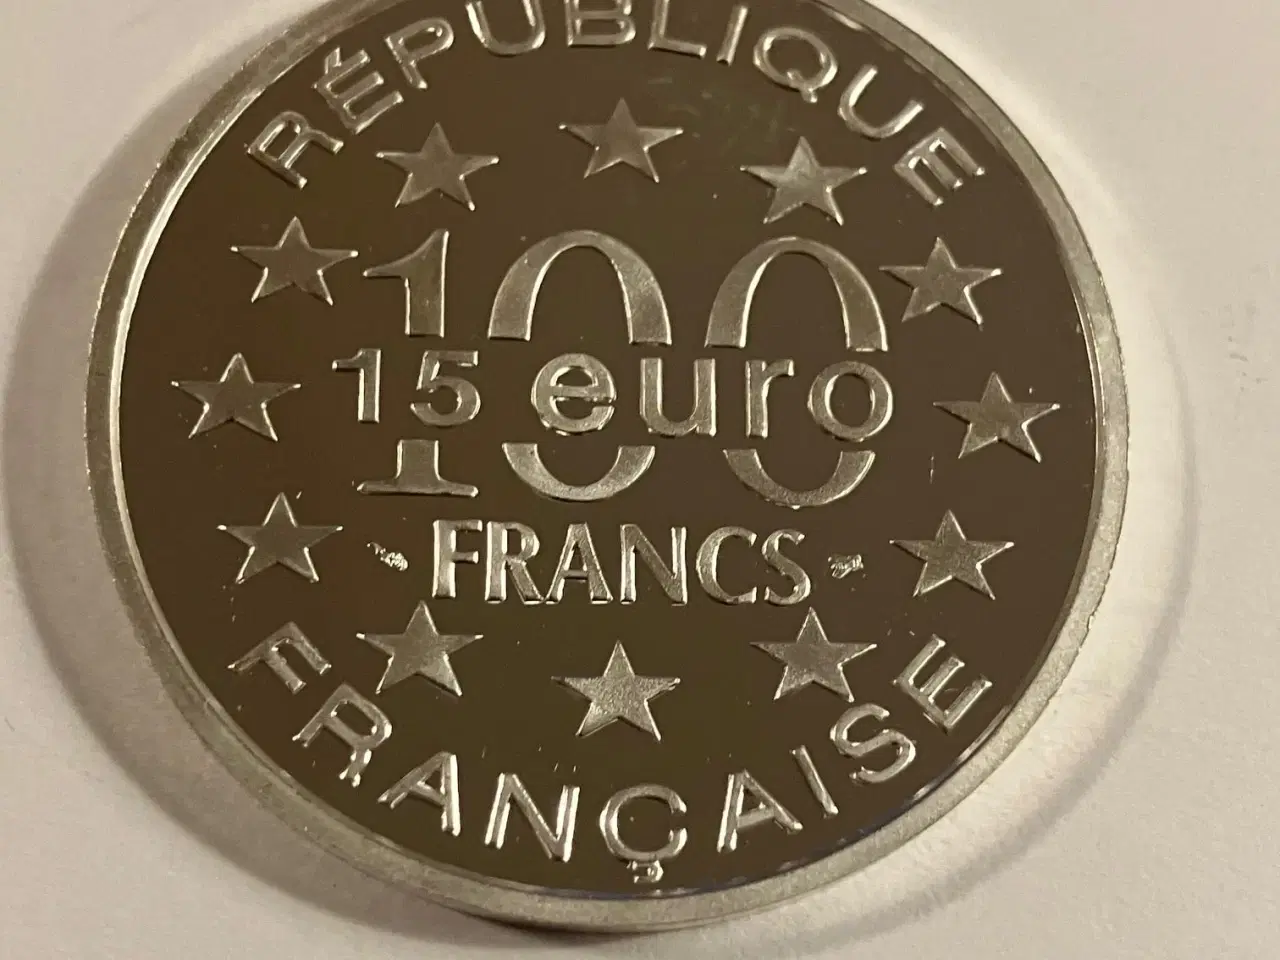 RÉPUBLIQUE
100
15 euro
FRANCS
FRANÇAISE